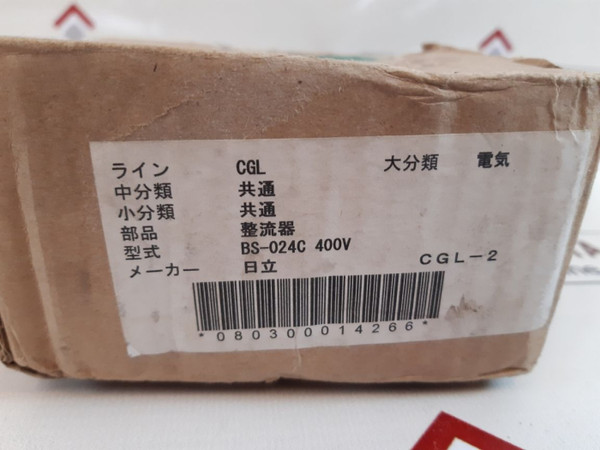 ライン CGL 大分類 電気
中分類 共通
小分類 共通
部品 整流器
型式 BS-024C 400V
メーカー 日立 CGL-2
*080300014266*